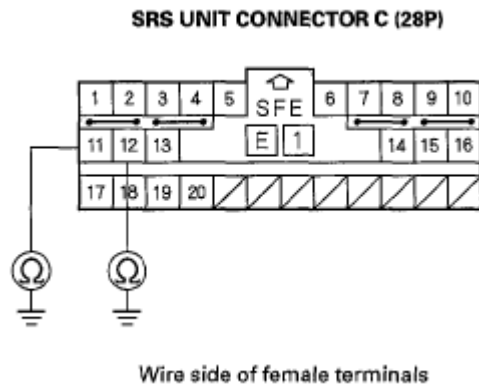 SRS UNIT CONNECTOR C (28P)
1 2 3 4 5 6 7 8 9 10
SFE
E 1
11 12 13 14 15 16
17 18 19 20
Ω Ω
Wire side of female terminals